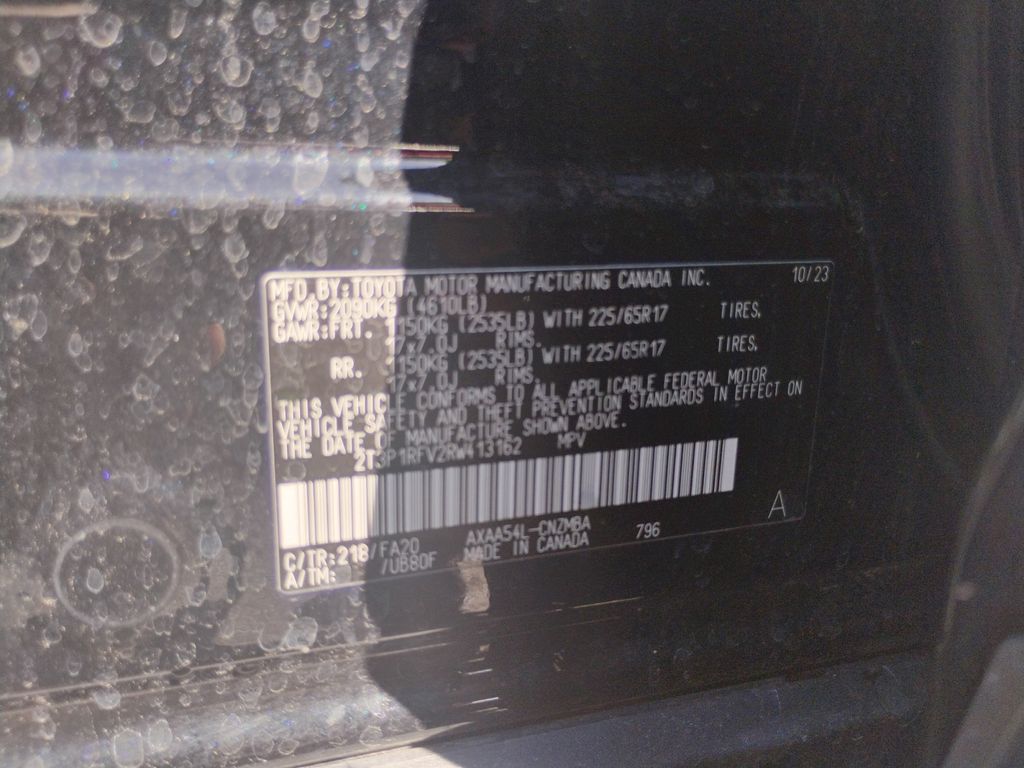 MFD BY:TOYOTA MOTOR MANUFACTURING CANADA INC. 10/23
GVWR:2090KG (4610LB)
GAWR:FRT. 1150KG (2535LB) WITH 225/65R17 TIRES,
17x7.0J RIMS.
RR. 1150KG (2535LB) WITH 225/65R17 TIRES,
17x7.0J RIMS.
THIS VEHICLE CONFORMS TO ALL APPLICABLE FEDERAL MOTOR
VEHICLE SAFETY AND THEFT PREVENTION STANDARDS IN EFFECT ON
THE DATE OF MANUFACTURE SHOWN ABOVE.
2T3P1RFV2RW413162 MPV
C/TR:218/FA20 AXAA54L-CNZMBA 796 A
A/TM: /UB80F MADE IN CANADA